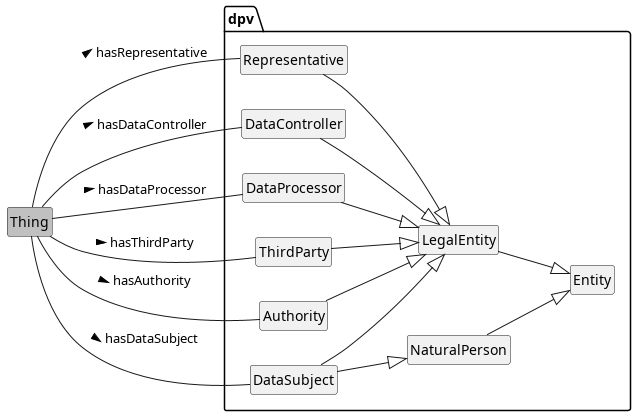 dpv
hasRepresentative
Representative
hasDataController
DataController
hasDataProcessor
DataProcessor
Thing
hasThirdParty
ThirdParty
LegalEntity
hasAuthority
Entity
Authority
hasDataSubject
NaturalPerson
DataSubject